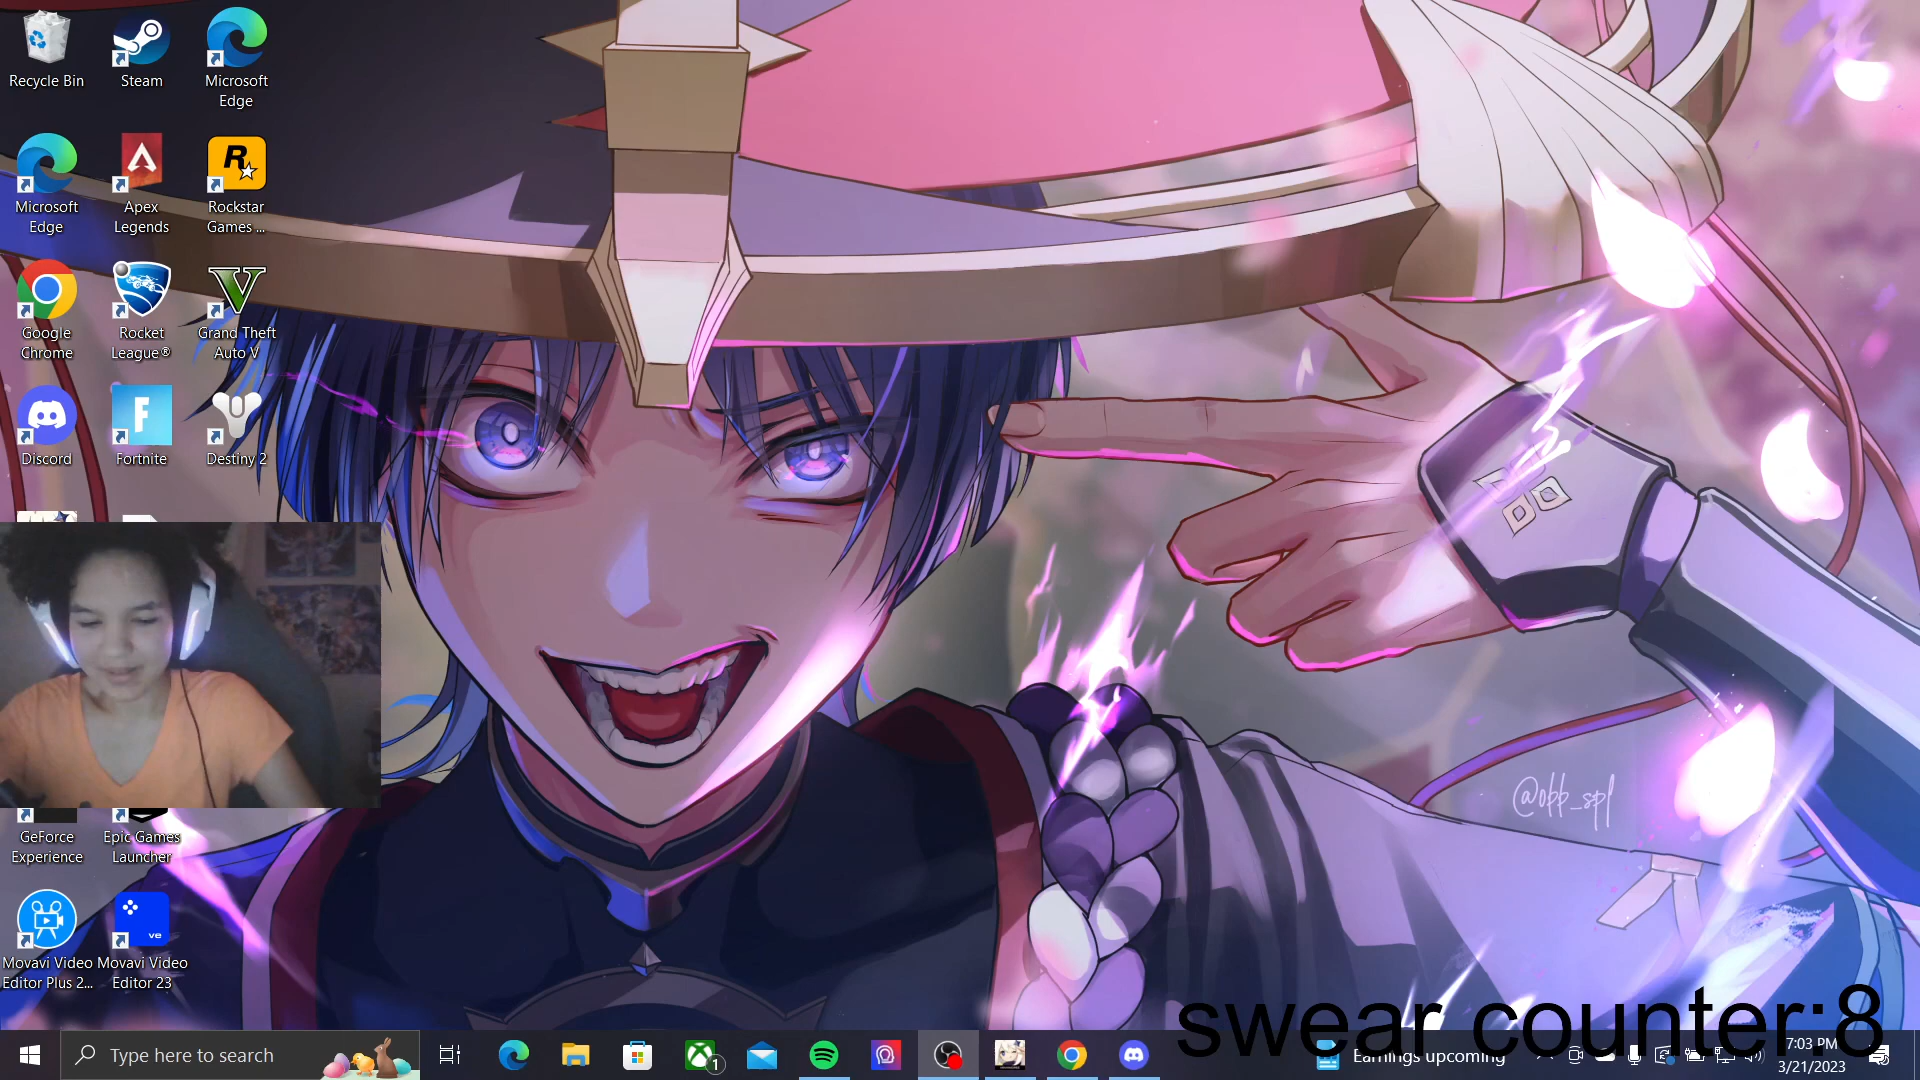 Recycle Bin
Steam
Microsoft
Edge
Microsoft
Edge
Apex
Legends
Rockstar
Games ...
Google
Chrome
Rocket
League®
Grand Theft
Auto V
Discord
Fortnite
Destiny 2
GeForce
Experience
Epic Games
Launcher
Movavi Video
Editor Plus 2...
Movavi Video
Editor 23
@obb_spl
swear counter:8
Type here to search
Earnings upcoming
7:03 PM
3/21/2023